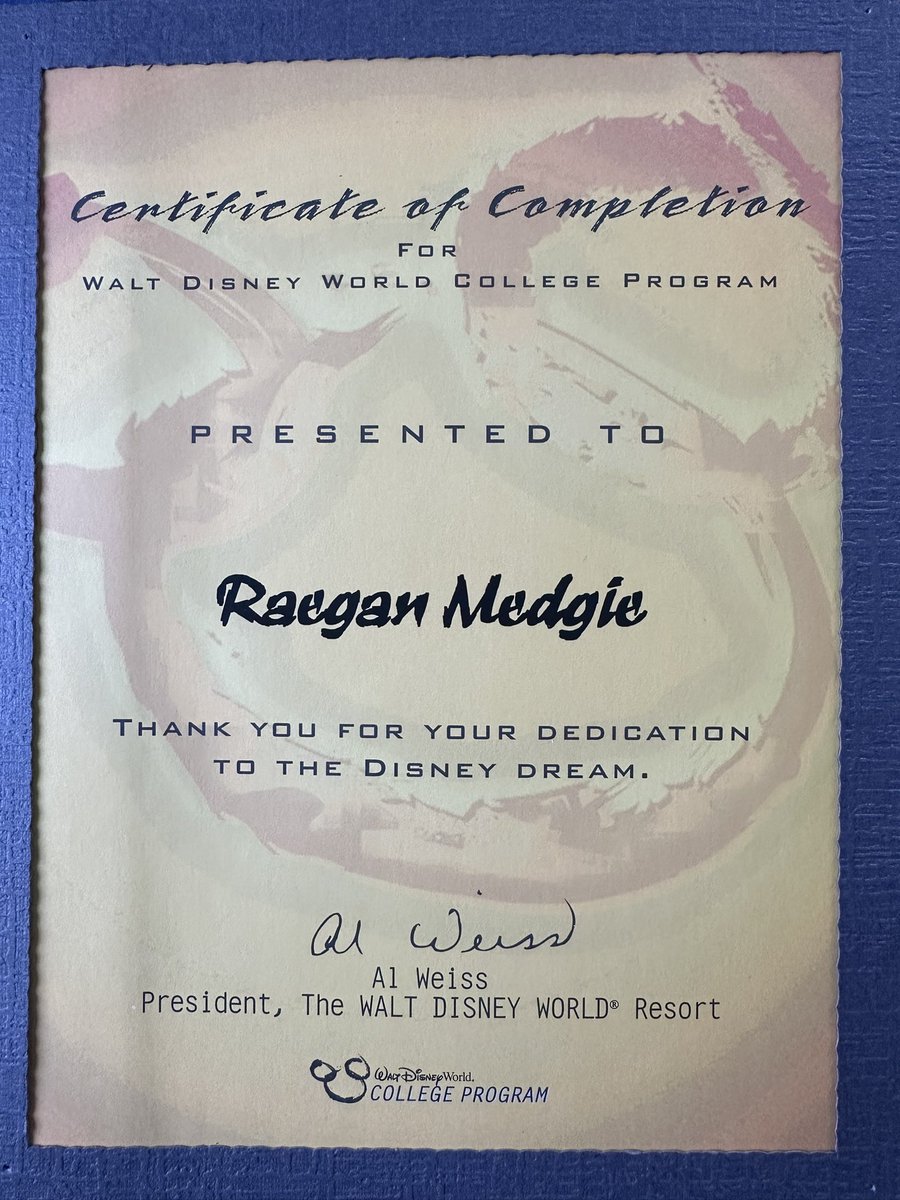 Certificate of Completion
For
Walt Disney World College Program
PRESENTED TO
Raegan Medgie
Thank you for your dedication
to the Disney dream.
Al Weiss
Al Weiss
President, The WALT DISNEY WORLD® Resort
Walt Disney World.
COLLEGE PROGRAM